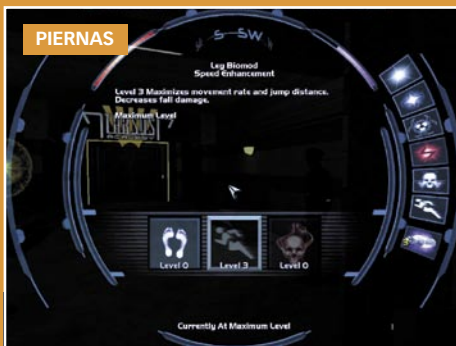 PIERNAS
S SW
Leg Biomod
Speed Enhancement
Level 3 Maximizes movement rate and jump distance.
Decreases fall damage.
Maximum Level
Level 0
Level 3
Level 0
Currently At Maximum Level